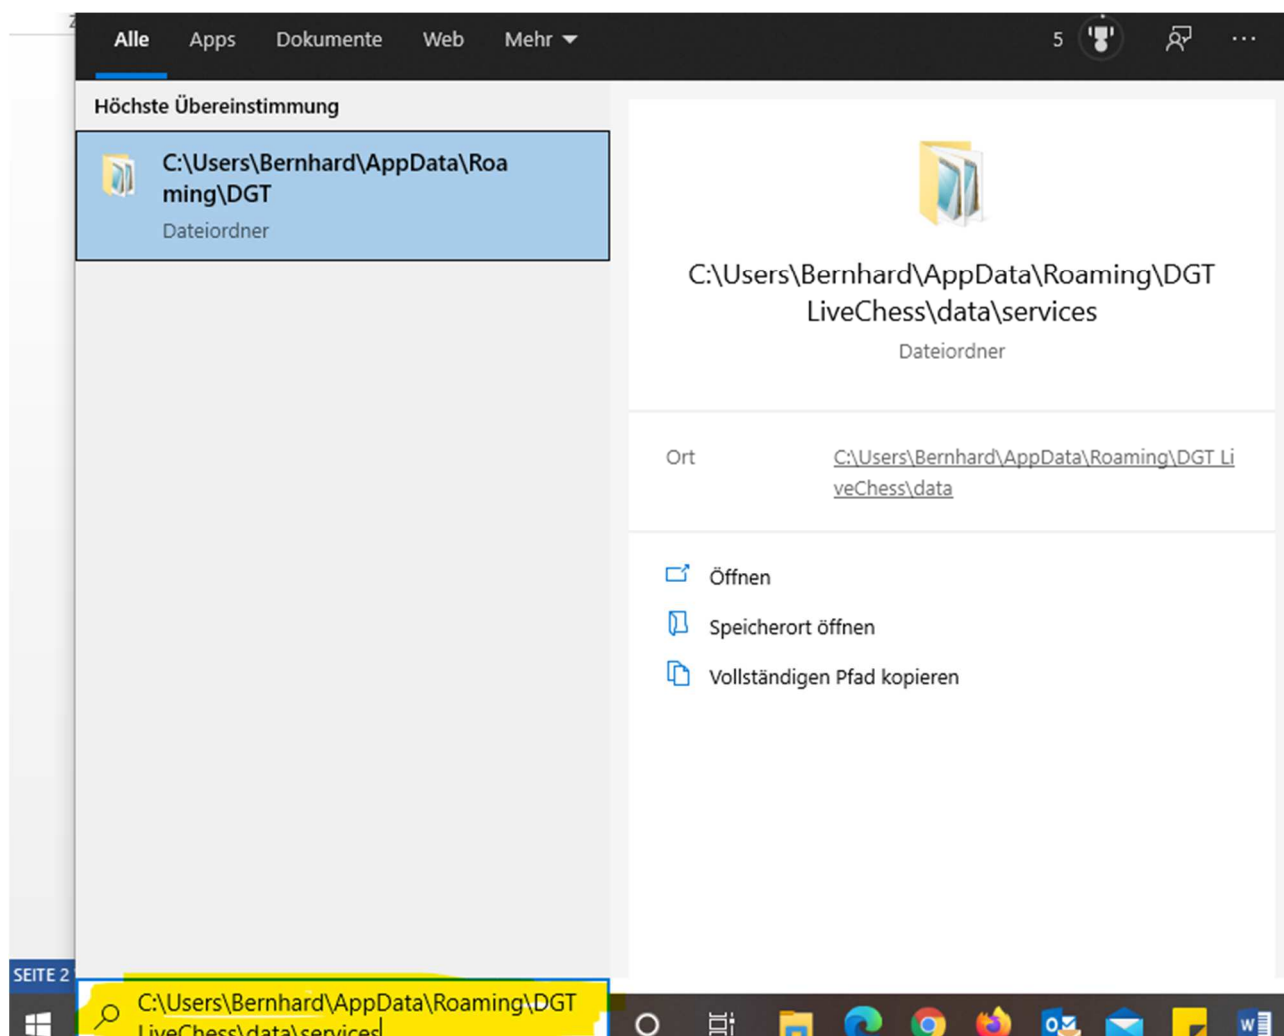 Alle Apps Dokumente Web Mehr
5
Höchste Übereinstimmung
C:\Users\Bernhard\AppData\Roa
ming\DGT
Dateiordner
C:\Users\Bernhard\AppData\Roaming\DGT
LiveChess\data\services
Dateiordner
Ort
C:\Users\Bernhard\AppData\Roaming\DGT Li
veChess\data
Öffnen
Speicherort öffnen
Vollständigen Pfad kopieren
SEITE 2
C:\Users\Bernhard\AppData\Roaming\DGT
LiveChess\data\services